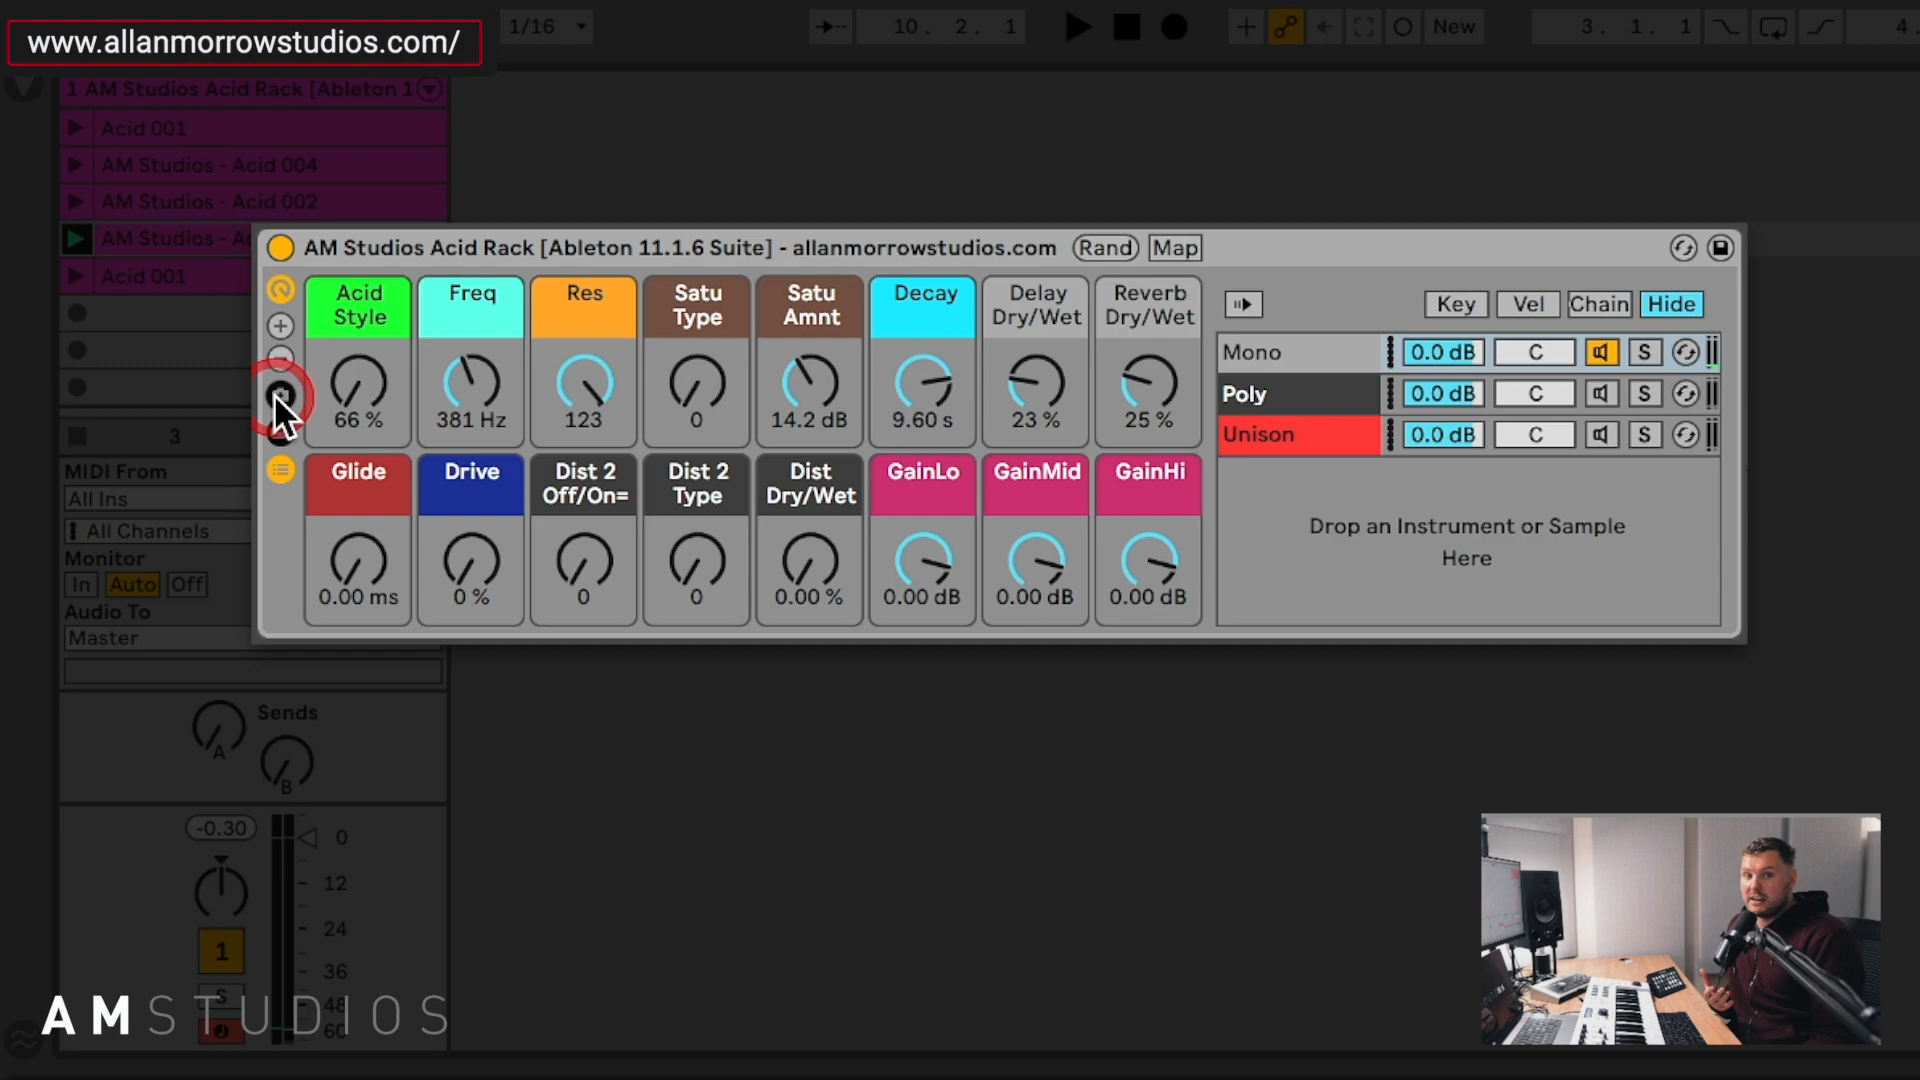 www.allanmorrowstudios.com/
1/16
10. 2. 1
New
3. 1. 1
4.
1 AM Studios Acid Rack [Ableton 1
Acid 001
AM Studios - Acid 004
AM Studios - Acid 002
AM Studios - Ac
Acid 001
AM Studios Acid Rack [Ableton 11.1.6 Suite] - allanmorrowstudios.com
Rand
Map
Acid Style
Freq
Res
Satu Type
Satu Amnt
Decay
Delay Dry/Wet
Reverb Dry/Wet
66 %
381 Hz
123
0
14.2 dB
9.60 s
23 %
25 %
Glide
Drive
Dist 2 Off/On=
Dist 2 Type
Dist Dry/Wet
GainLo
GainMid
GainHi
0.00 ms
0 %
0
0
0.00 %
0.00 dB
0.00 dB
0.00 dB
Key
Vel
Chain
Hide
Mono
0.0 dB
C
S
Poly
0.0 dB
C
S
Unison
0.0 dB
C
S
Drop an Instrument or Sample
Here
3
MIDI From
All Ins
All Channels
Monitor
In
Auto
Off
Audio To
Master
Sends
A
B
-0.30
0
12
24
36
48
60
1
S
AMSTUDIOS